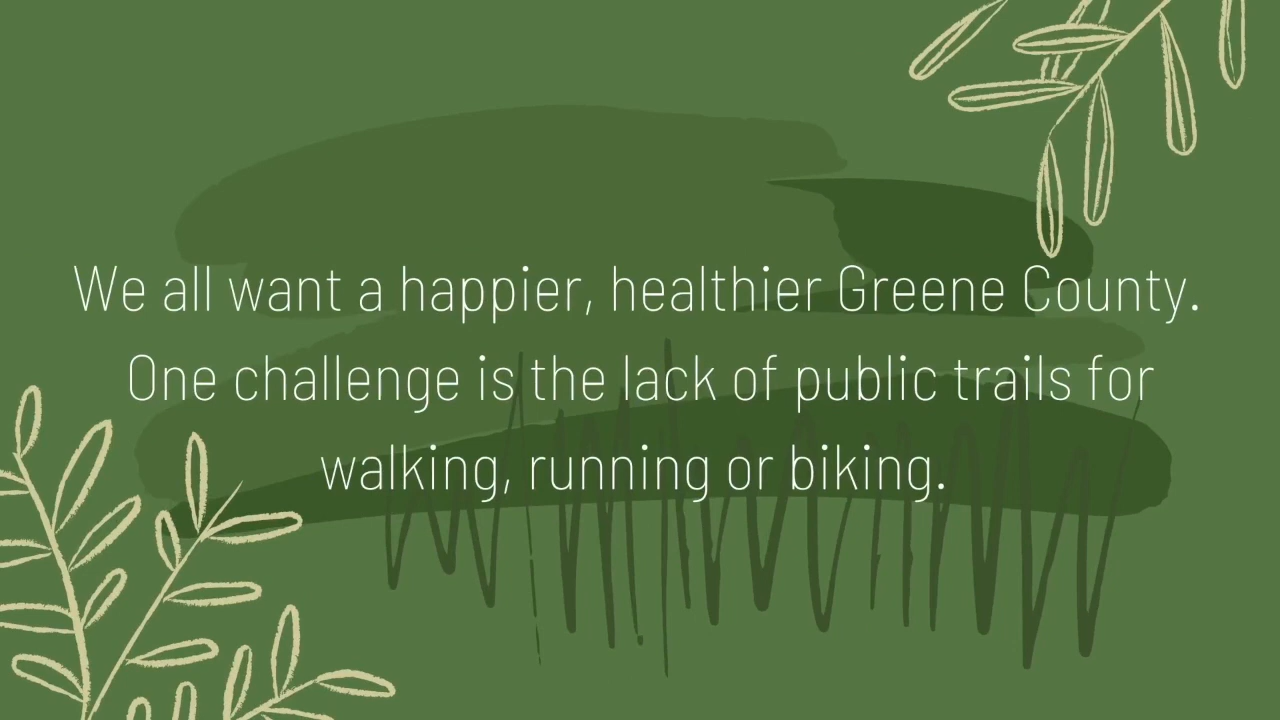 We all want a happier, healthier Greene County.
One challenge is the lack of public trails for
walking, running or biking.